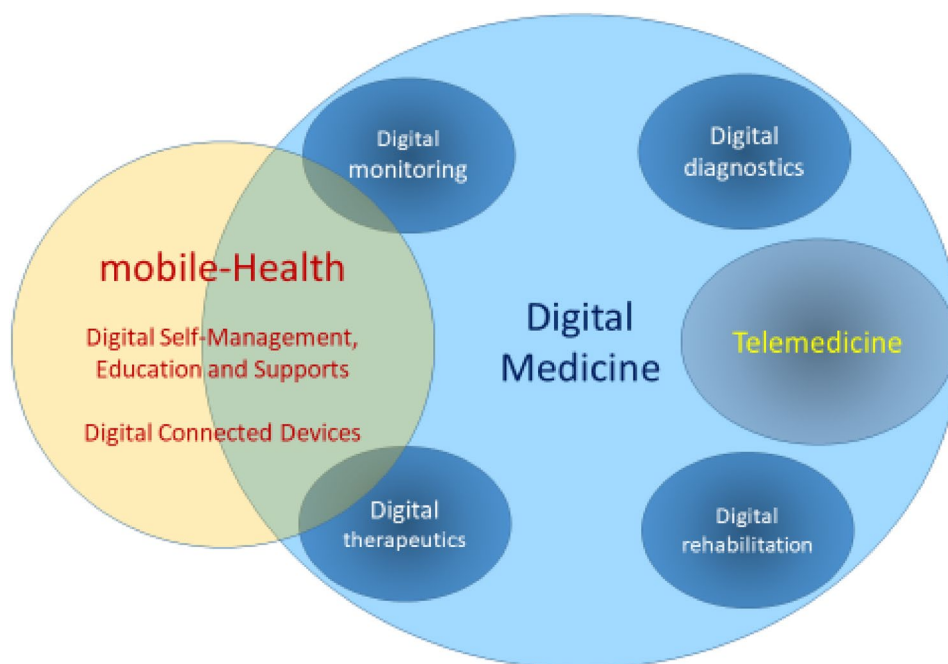 Digital
monitoring
Digital
diagnostics
mobile-Health
Digital Self-Management,
Education and Supports
Digital Connected Devices
Digital
Medicine
Telemedicine
Digital
therapeutics
Digital
rehabilitation